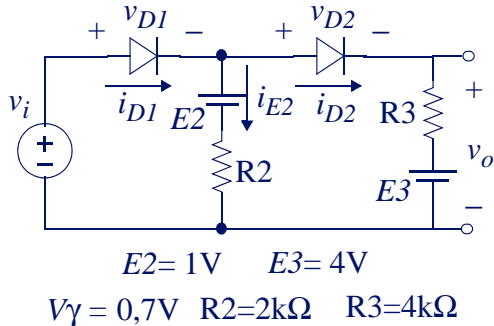 vD1 vD2
+ − + −
iD1 iE2 iD2
E2
R3
+
vi
+
−
R2
vo
E3
−
E2= 1V E3= 4V
Vγ = 0,7V R2=2kΩ R3=4kΩ